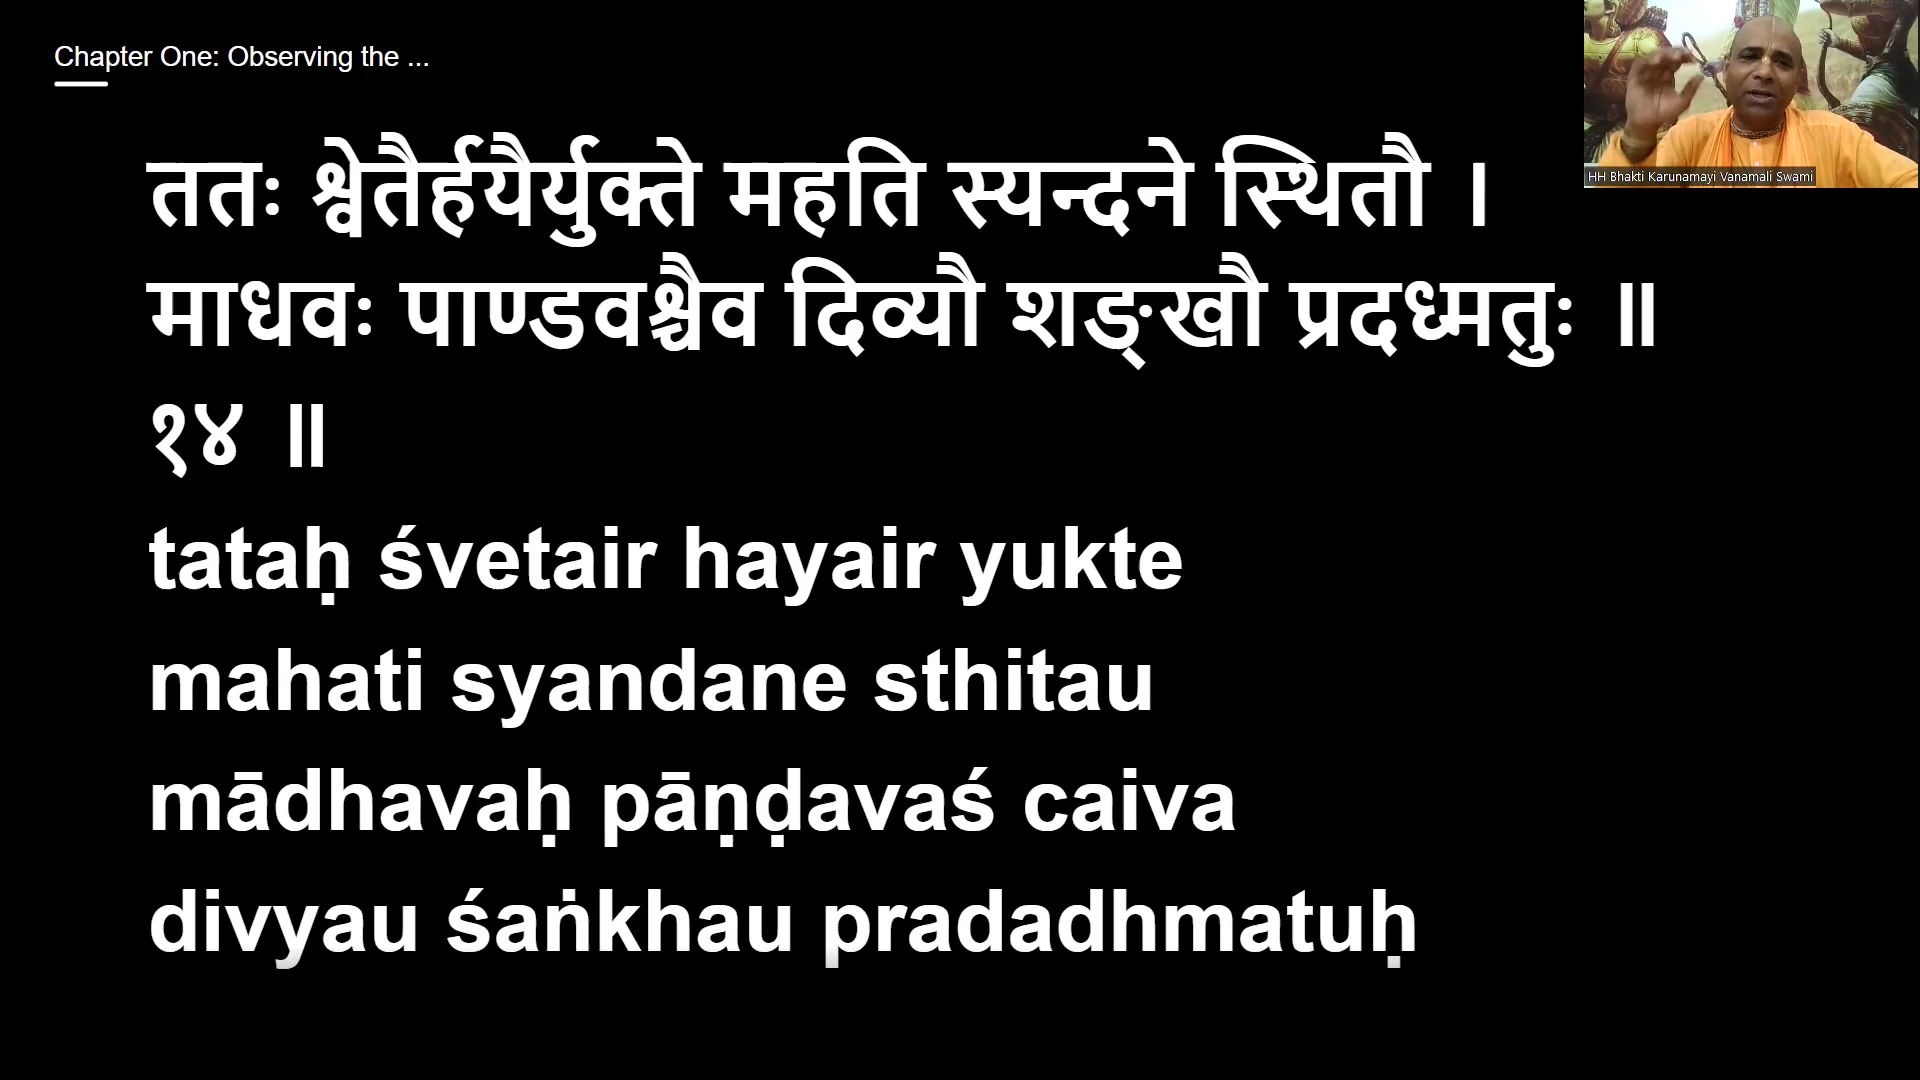 Chapter One: Observing the ...
HH Bhakti Karunamayi Vanamali Swami
ततः श्वेतैर्हयैर्युक्ते महति स्यन्दने स्थितौ ।
माधवः पाण्डवश्चैव दिव्यौ शङ्खौ प्रदध्मतुः ॥
१४ ॥
tataḥ śvetair hayair yukte
mahati syandane sthitau
mādhavaḥ pāṇḍavaś caiva
divyau śaṅkhau pradadhmatuḥ